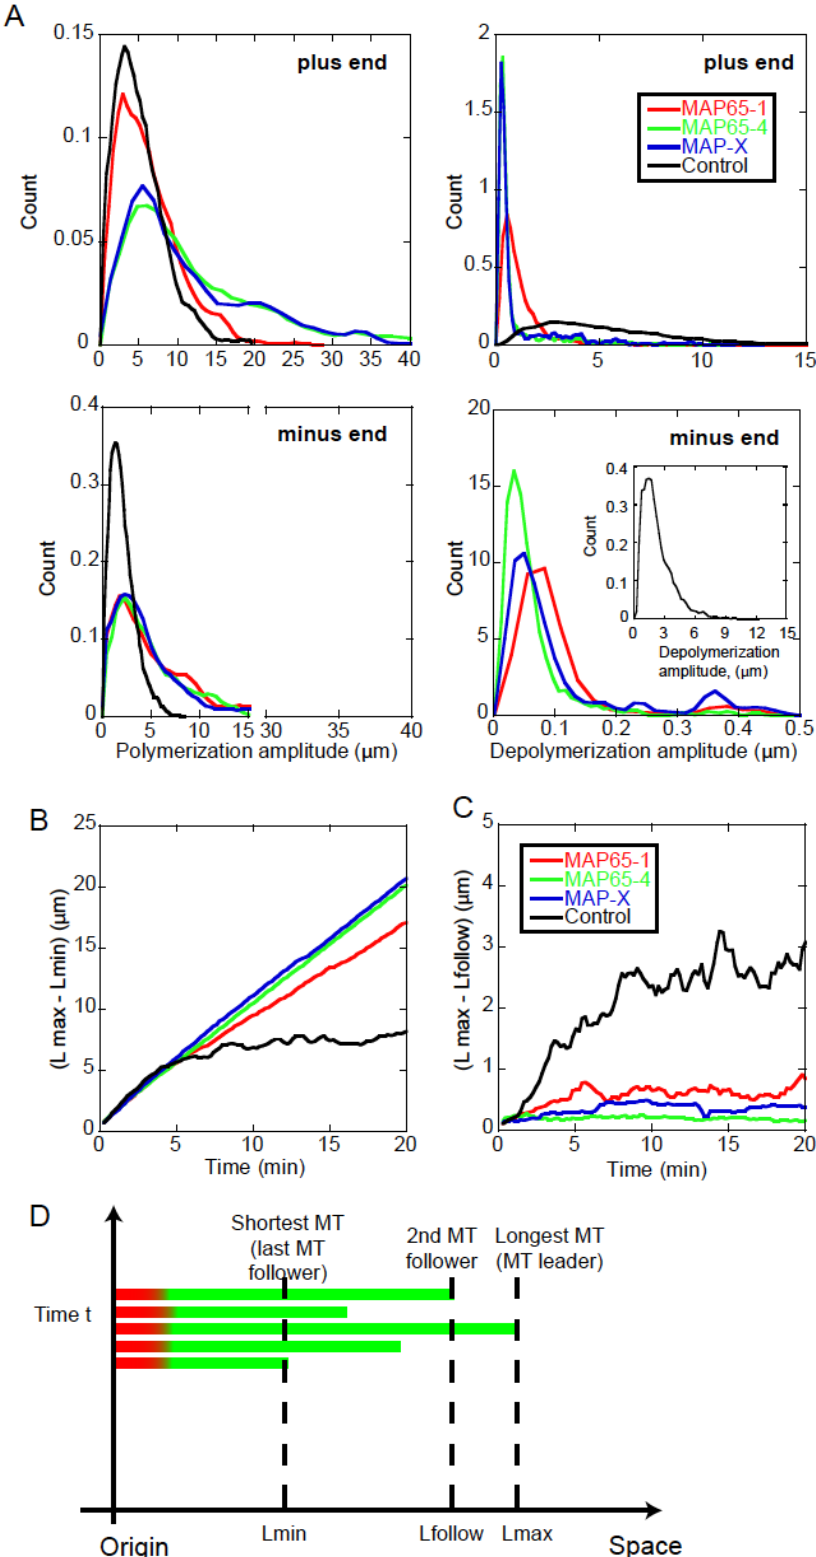 A
plus end
0.15
0.1
0.05
0
Count
0 5 10 15 20 25 30 35 40
plus end
2
1.5
1
0.5
0
Count
MAP65-1
MAP65-4
MAP-X
Control
0 5 10 15
minus end
0.4
0.3
0.2
0.1
0
Count
0 5 10 15 30 35 40
Polymerization amplitude (µm)
minus end
20
15
10
5
0
Count
0.4
0.3
0.2
0.1
0
Count
0 3 6 9 12 15
Depolymerization
amplitude, (µm)
0 0.1 0.2 0.3 0.4 0.5
Depolymerization amplitude (µm)
B
25
20
15
10
5
0
(L max - Lmin) (µm)
0 5 10 15 20
Time (min)
C
5
4
3
2
1
0
(L max - Lfollow) (µm)
MAP65-1
MAP65-4
MAP-X
Control
0 5 10 15 20
Time (min)
D
Shortest MT
(last MT
follower)
2nd MT
follower
Longest MT
(MT leader)
Time t
Origin
Lmin
Lfollow
Lmax
Space